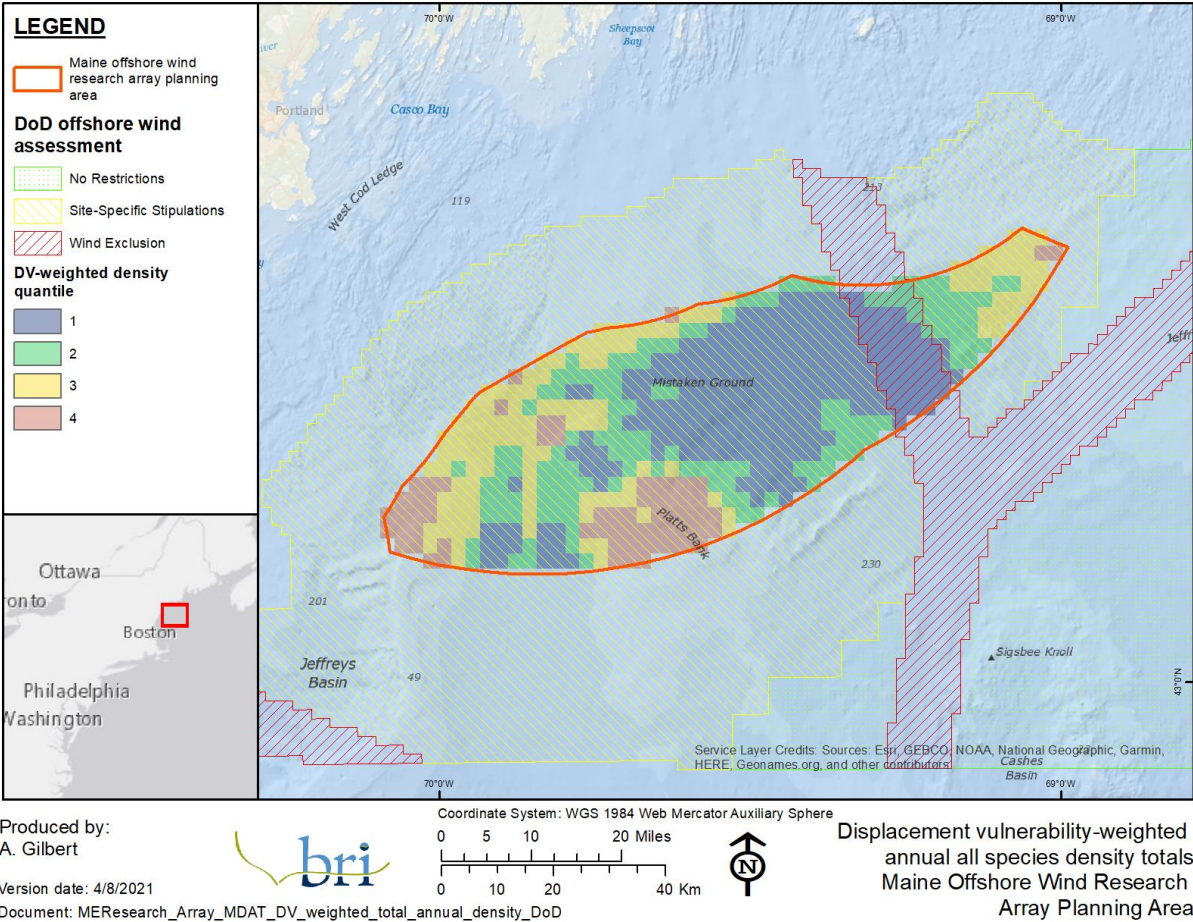 LEGEND
Maine offshore wind
research array planning
area
DoD offshore wind
assessment
No Restrictions
Site-Specific Stipulations
Wind Exclusion
DV-weighted density
quantile
1
2
3
4
70°0'W
69°0'W
Sheepscot
Bay
iver
Portland
Casco Bay
West Cod Ledge
119
213
Jeffr
y
Mistaken Ground
Platts Bank
230
201
Jeffreys
Basin
49
Sigsbee Knoll
43°0'N
Service Layer Credits: Sources: Esri, GEBCO, NOAA, National Geographic, Garmin,
HERE, Geonames.org, and other contributors
Cashes
Basin
70°0'W
69°0'W
Ottawa
ronto
Boston
Philadelphia
Washington
Produced by:
A. Gilbert
Version date: 4/8/2021
Document: MEResearch_Array_MDAT_DV_weighted_total_annual_density_DoD
bri
Coordinate System: WGS 1984 Web Mercator Auxiliary Sphere
0 5 10 20 Miles
0 10 20 40 Km
N
Displacement vulnerability-weighted
annual all species density totals
Maine Offshore Wind Research
Array Planning Area